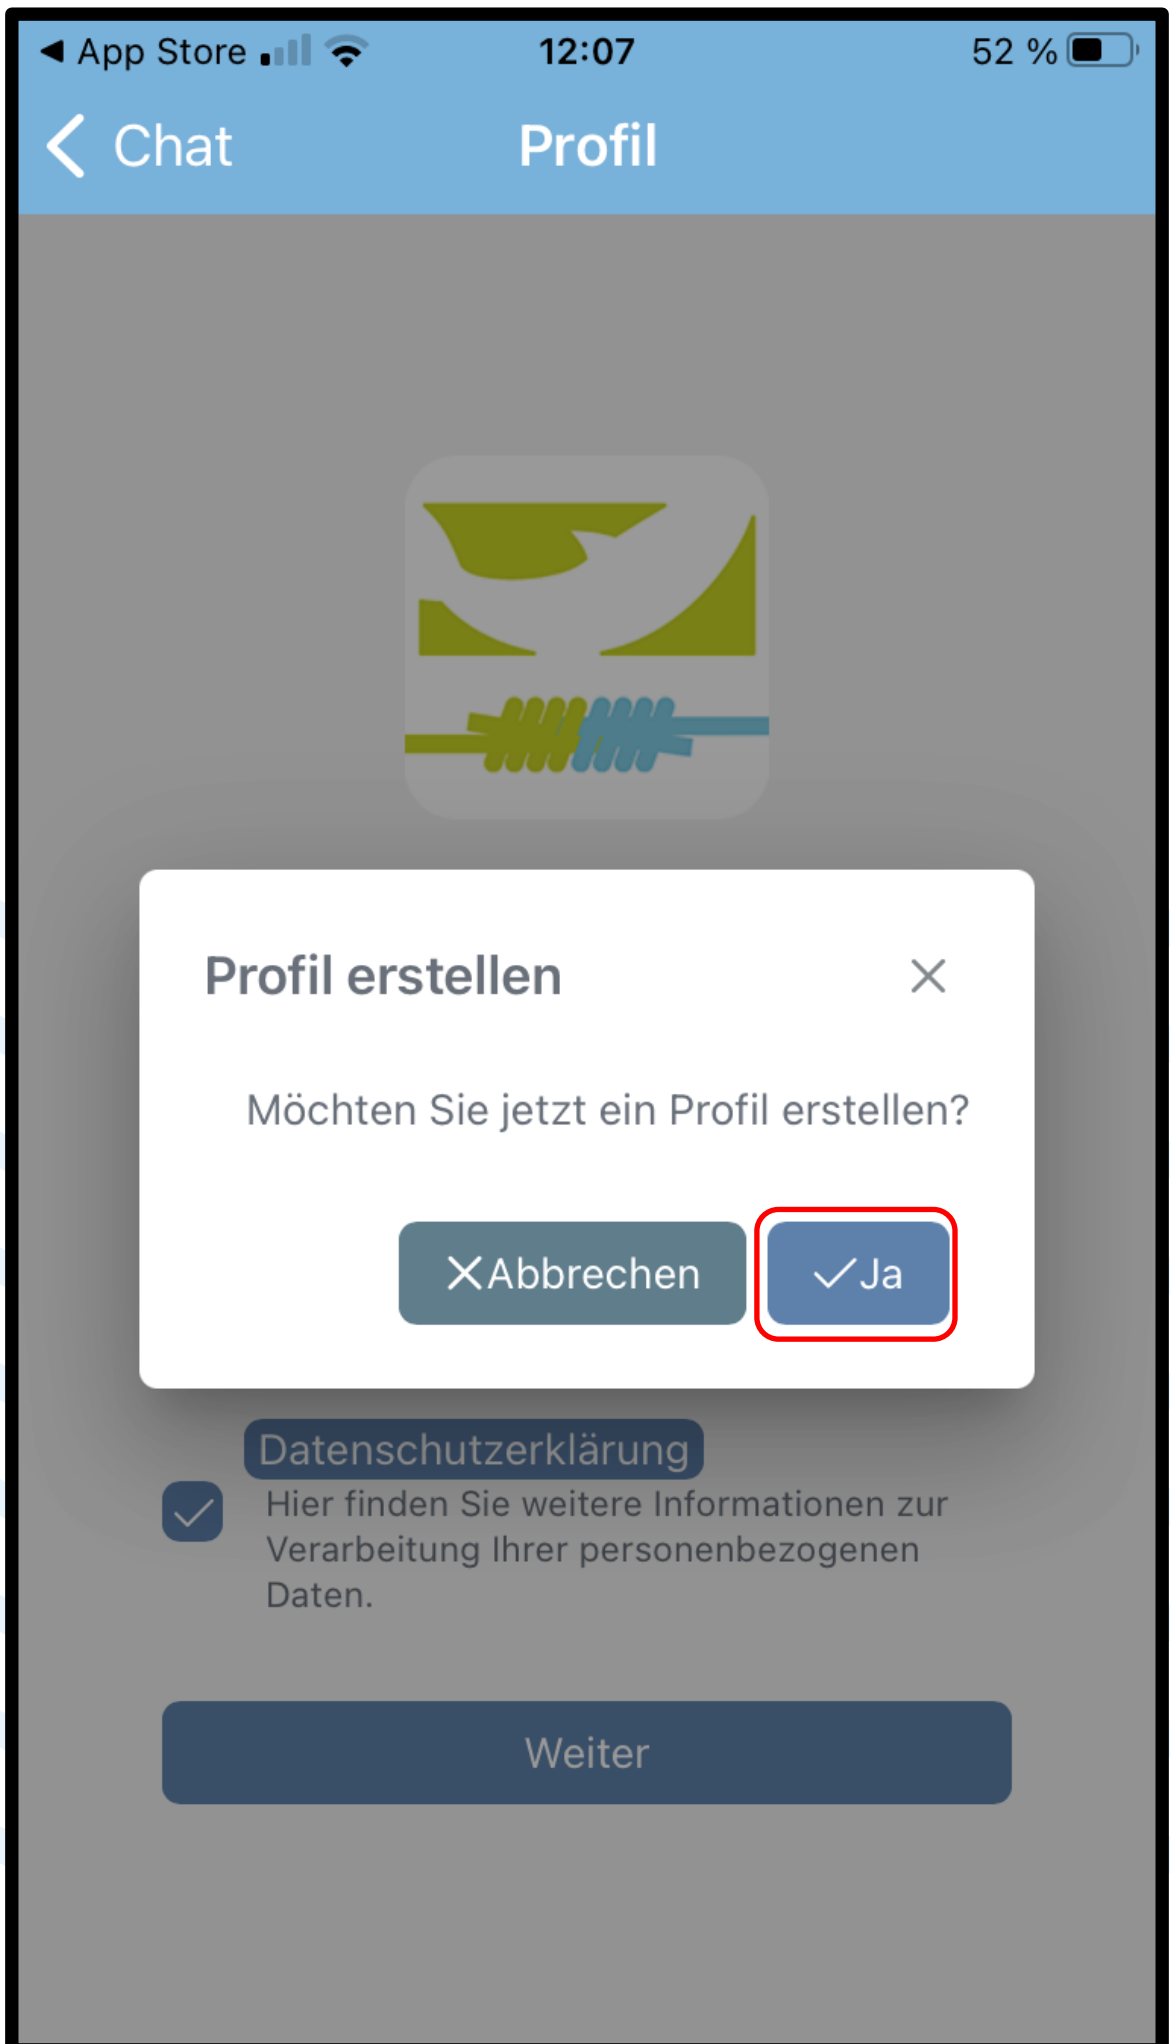 ◀ App Store 12:07 52 %
Chat Profil
Profil erstellen
Möchten Sie jetzt ein Profil erstellen?
Abbrechen Ja
Datenschutzerklärung
Hier finden Sie weitere Informationen zur
Verarbeitung Ihrer personenbezogenen
Daten.
Weiter